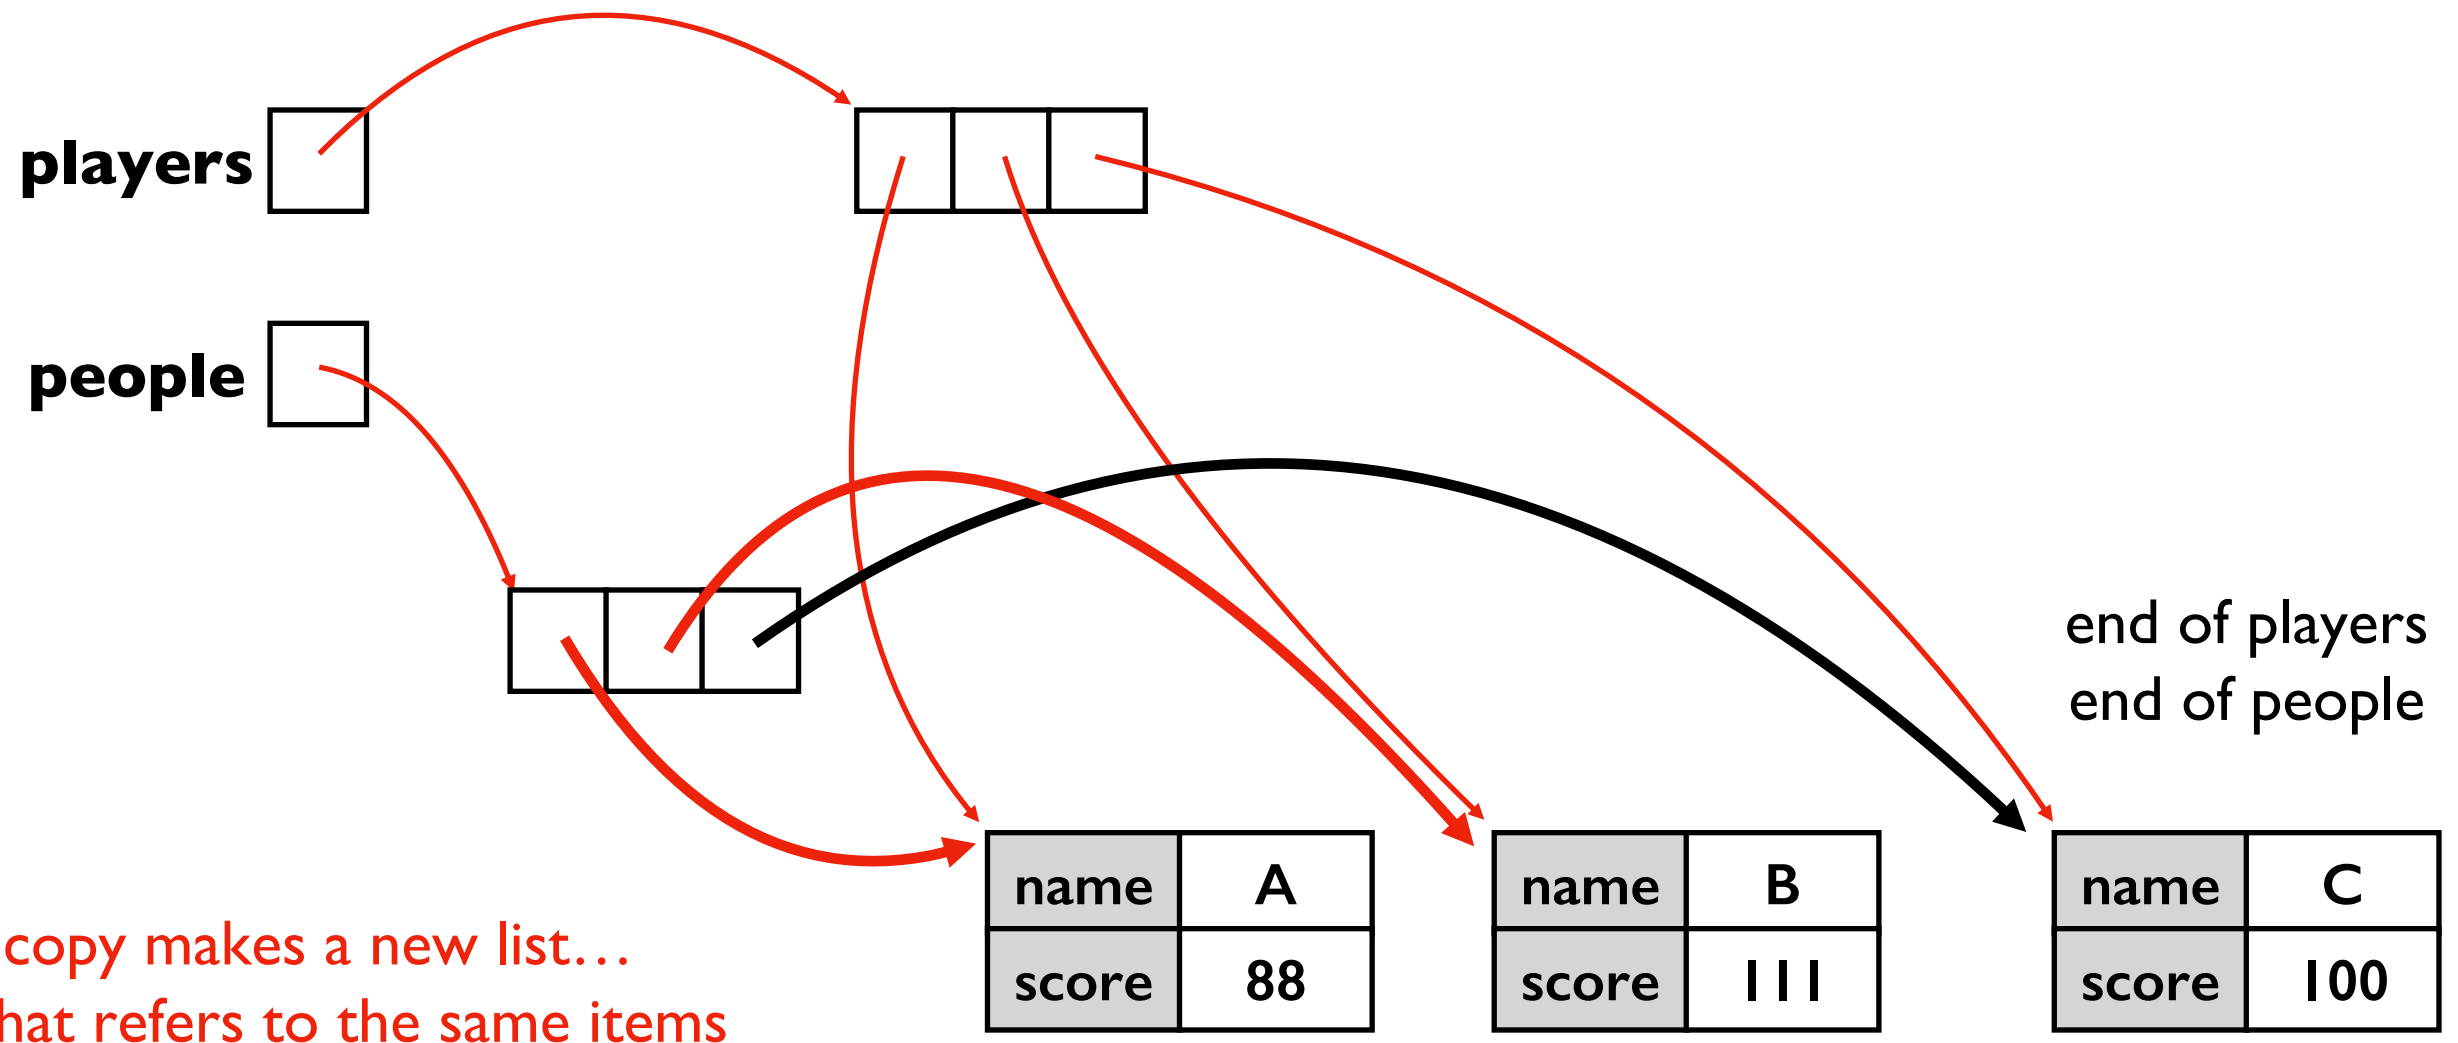 players
people
end of players
end of people
name A
score 88
name B
score 111
name C
score 100
copy makes a new list…
hat refers to the same items